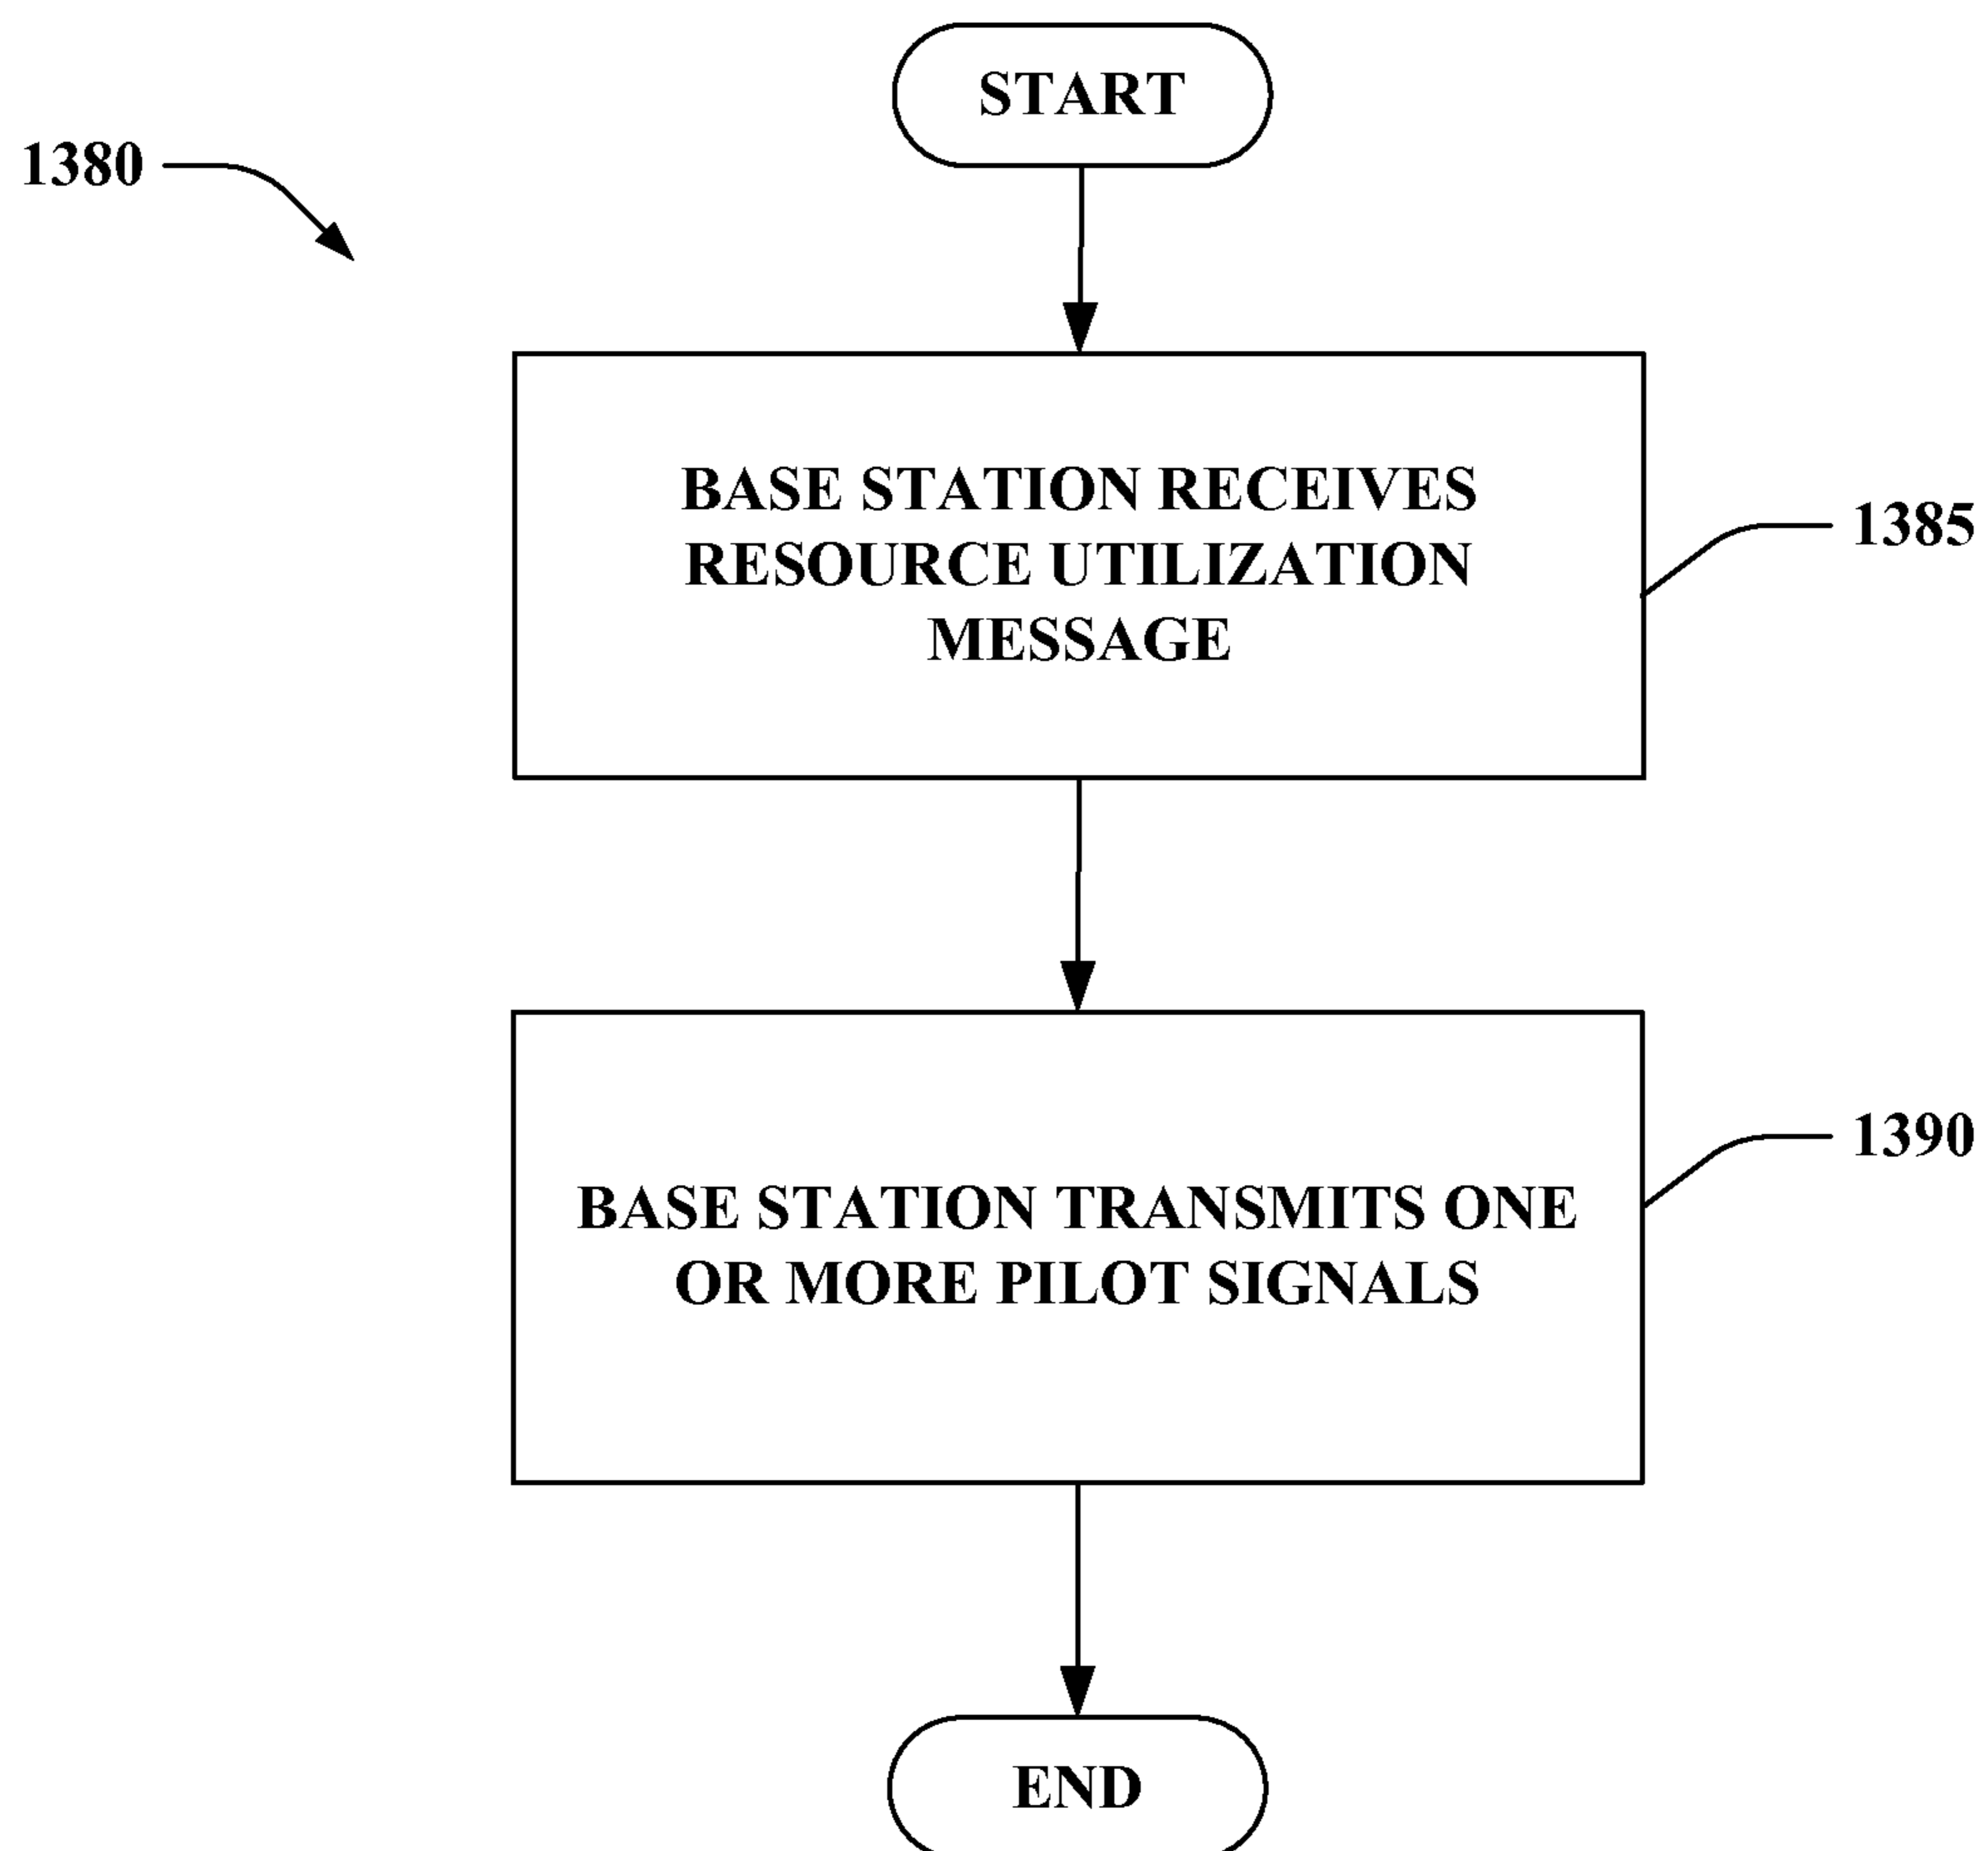 START
1380
BASE STATION RECEIVES
RESOURCE UTILIZATION
MESSAGE
1385
1390
BASE STATION TRANSMITS ONE
OR MORE PILOT SIGNALS
END